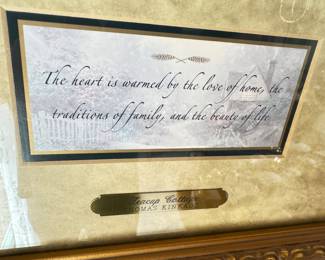 The heart is warmed by the love of home, the
traditions of family, and the beauty of life
Teacup Cottage
THOMAS KINKADE